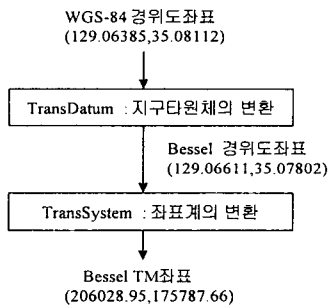 WGS-84 경위도좌표
(129.06385,35.08112)
TransDatum : 지구타원체의 변환
Bessel 경위도좌표
(129.06611,35.07802)
TransSystem : 좌표계의 변환
Bessel TM좌표
(206028.95,175787.66)